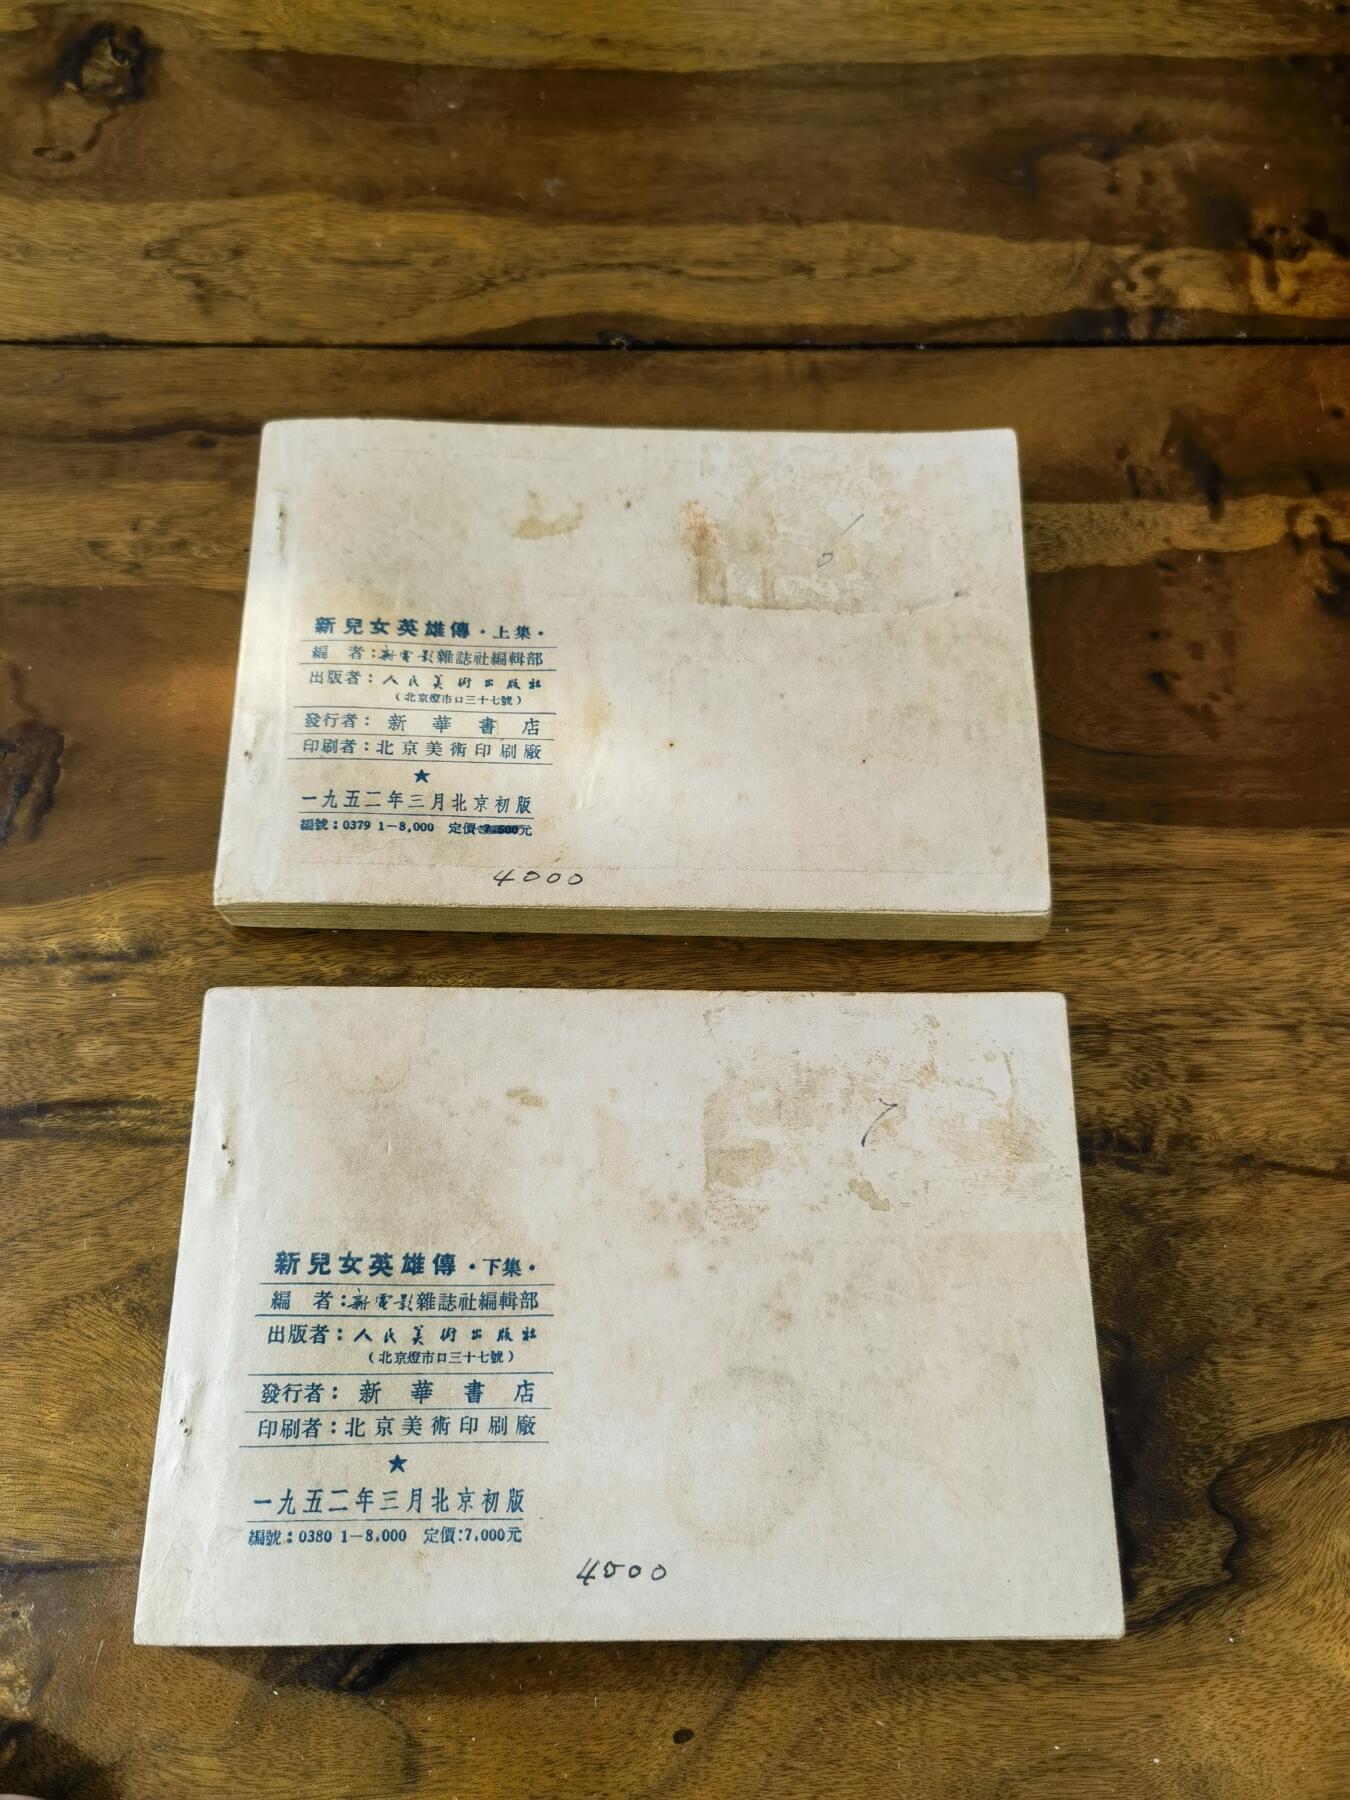 新兒女英雄傳·上集·
編 者：新電影雜誌社編輯部
出版者：人民美術出版社
（北京燈市口三十七號）
發行者：新華書店
印刷者：北京美術印刷廠
★
一九五二年三月北京初版
編號：0379 1—8,000 定價：7,500元
4000
新兒女英雄傳·下集·
編 者：新電影雜誌社編輯部
出版者：人民美術出版社
（北京燈市口三十七號）
發行者：新華書店
印刷者：北京美術印刷廠
★
一九五二年三月北京初版
編號：0380 1—8,000 定價：7,000元
4500